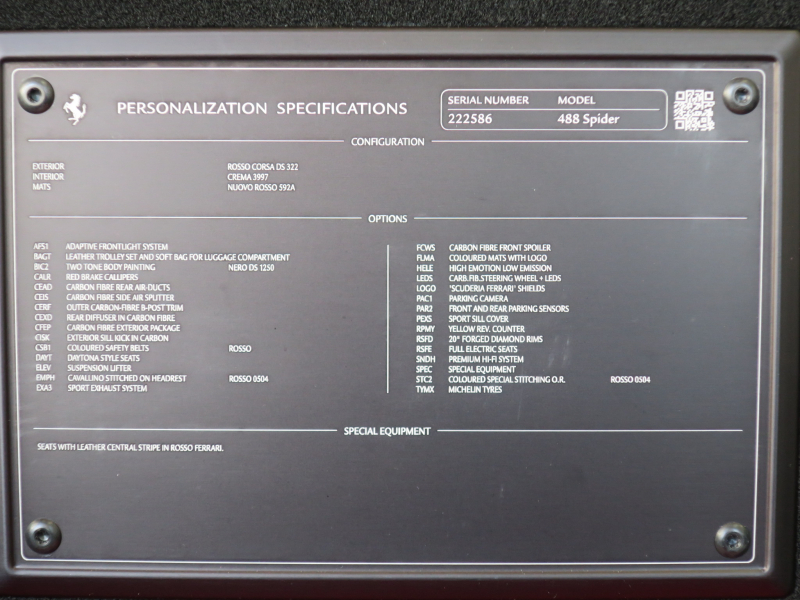 PERSONALIZATION SPECIFICATIONS
SERIAL NUMBER MODEL
222586 488 Spider
CONFIGURATION
EXTERIOR ROSSO CORSA DS 322
INTERIOR CREMA 3997
MATS NUOVO ROSSO 592A
OPTIONS
AFS1 ADAPTIVE FRONTLIGHT SYSTEM
BAGT LEATHER TROLLEY SET AND SOFT BAG FOR LUGGAGE COMPARTMENT
BIC2 TWO TONE BODY PAINTING NERO DS 1250
CALR RED BRAKE CALLIPERS
CEAD CARBON FIBRE REAR AIR-DUCTS
CEIS CARBON FIBRE SIDE AIR SPLITTER
CERF OUTER CARBON-FIBRE B-POST TRIM
CEXD REAR DIFFUSER IN CARBON FIBRE
CFEP CARBON FIBRE EXTERIOR PACKAGE
CISK EXTERIOR SILL KICK IN CARBON
CSB1 COLOURED SAFETY BELTS ROSSO
DAYT DAYTONA STYLE SEATS
ELEV SUSPENSION LIFTER
EMPH CAVALLINO STITCHED ON HEADREST ROSSO 0504
EXA3 SPORT EXHAUST SYSTEM
FCWS CARBON FIBRE FRONT SPOILER
FLMA COLOURED MATS WITH LOGO
HELE HIGH EMOTION LOW EMISSION
LEDS CARB.FIB.STEERING WHEEL + LEDS
LOGO 'SCUDERIA FERRARI' SHIELDS
PAC1 PARKING CAMERA
PAR2 FRONT AND REAR PARKING SENSORS
PEXS SPORT SILL COVER
RPMY YELLOW REV. COUNTER
RSFD 20" FORGED DIAMOND RIMS
RSFE FULL ELECTRIC SEATS
SNDH PREMIUM HI-FI SYSTEM
SPEC SPECIAL EQUIPMENT
STC2 COLOURED SPECIAL STITCHING O.R. ROSSO 0504
TYMX MICHELIN TYRES
SPECIAL EQUIPMENT
SEATS WITH LEATHER CENTRAL STRIPE IN ROSSO FERRARI.